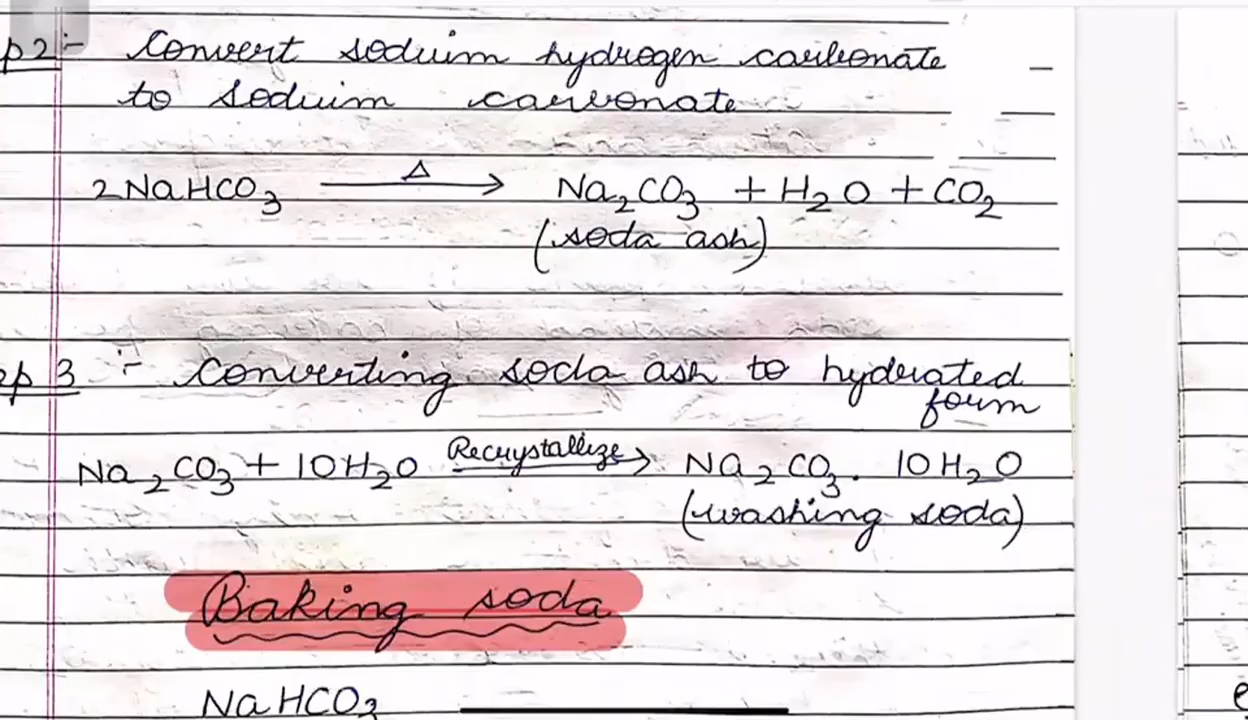 p2:- Convert sodium hydrogen carbonate
to sodium carbonate
2NaHCO₃ —Δ→ Na₂CO₃ + H₂O + CO₂
(soda ash)
ep 3 :- Converting soda ash to hydrated
form
Na₂CO₃ + 10H₂O —Recrystallize→ Na₂CO₃. 10H₂O
(washing soda)
Baking soda
NaHCO₃